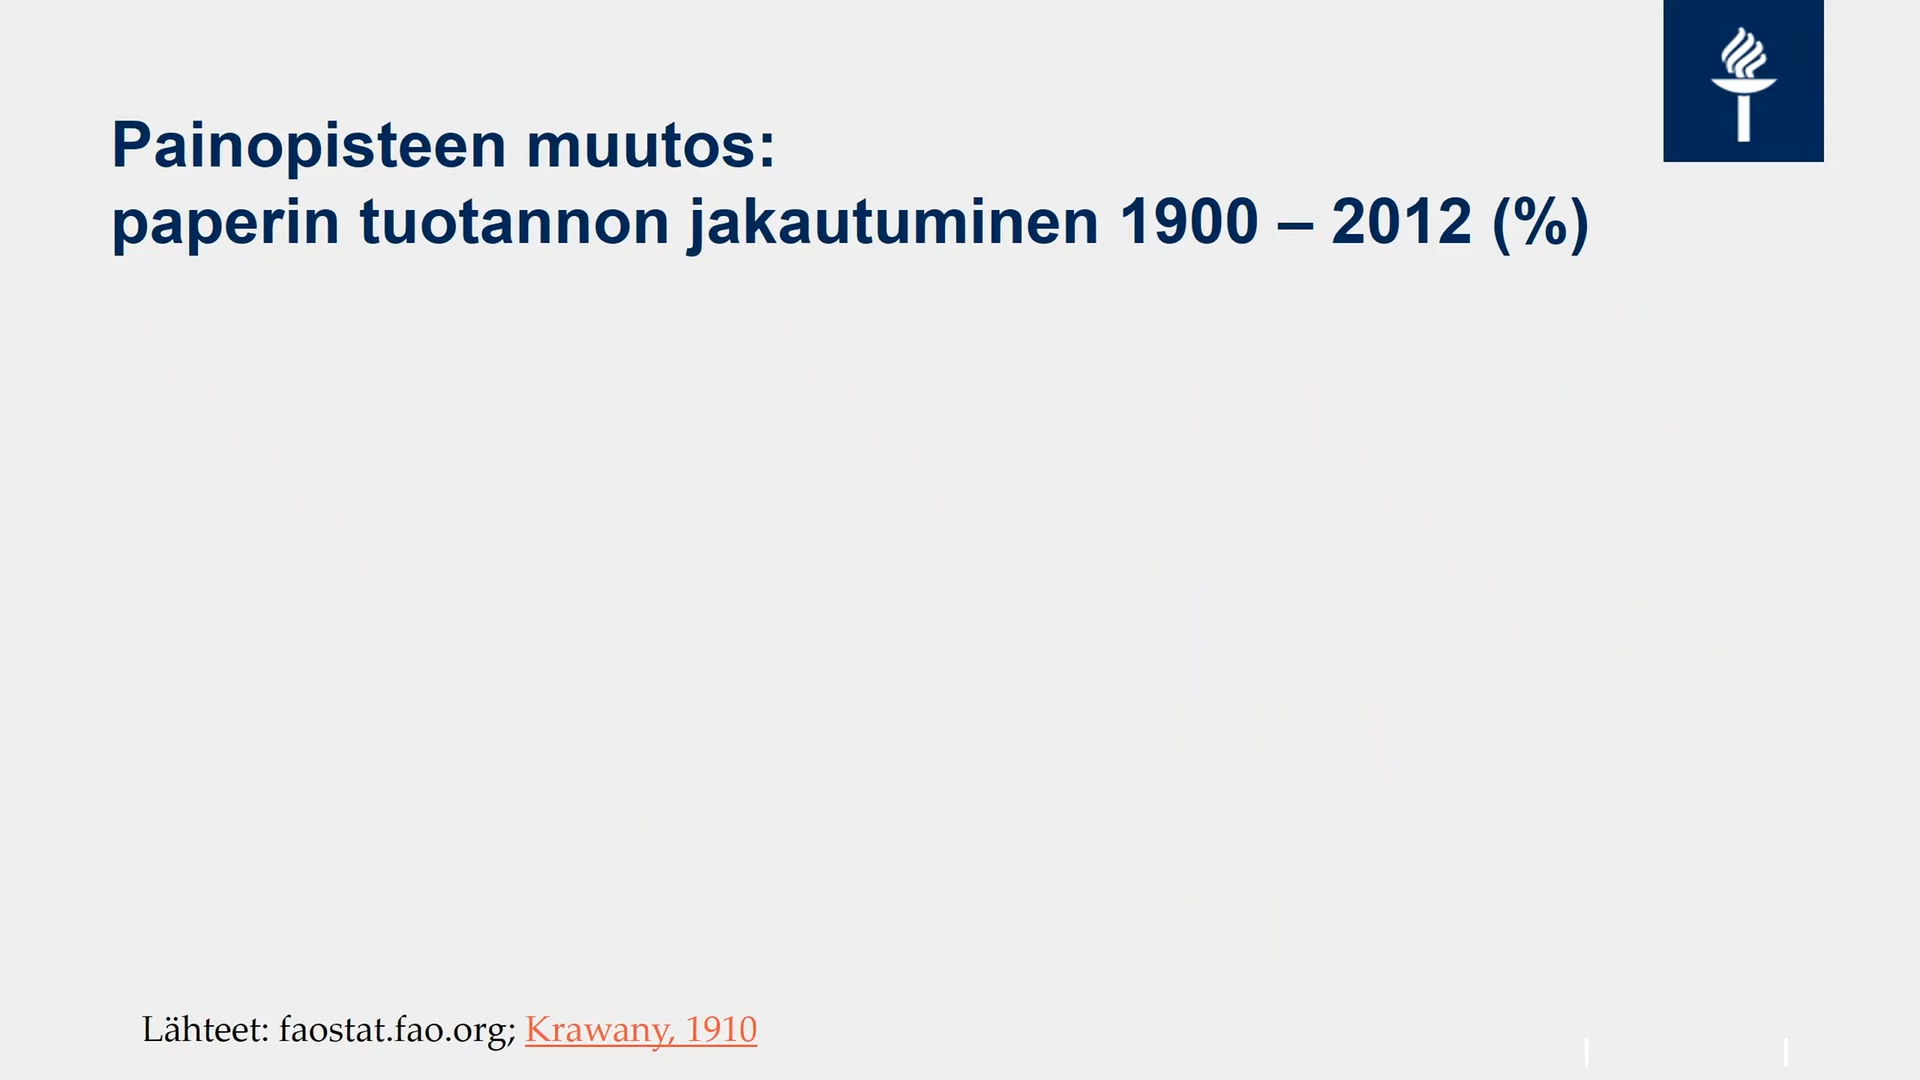 Painopisteen muutos:
paperin tuotannon jakautuminen 1900 – 2012 (%)
Lähteet: faostat.fao.org; Krawany, 1910